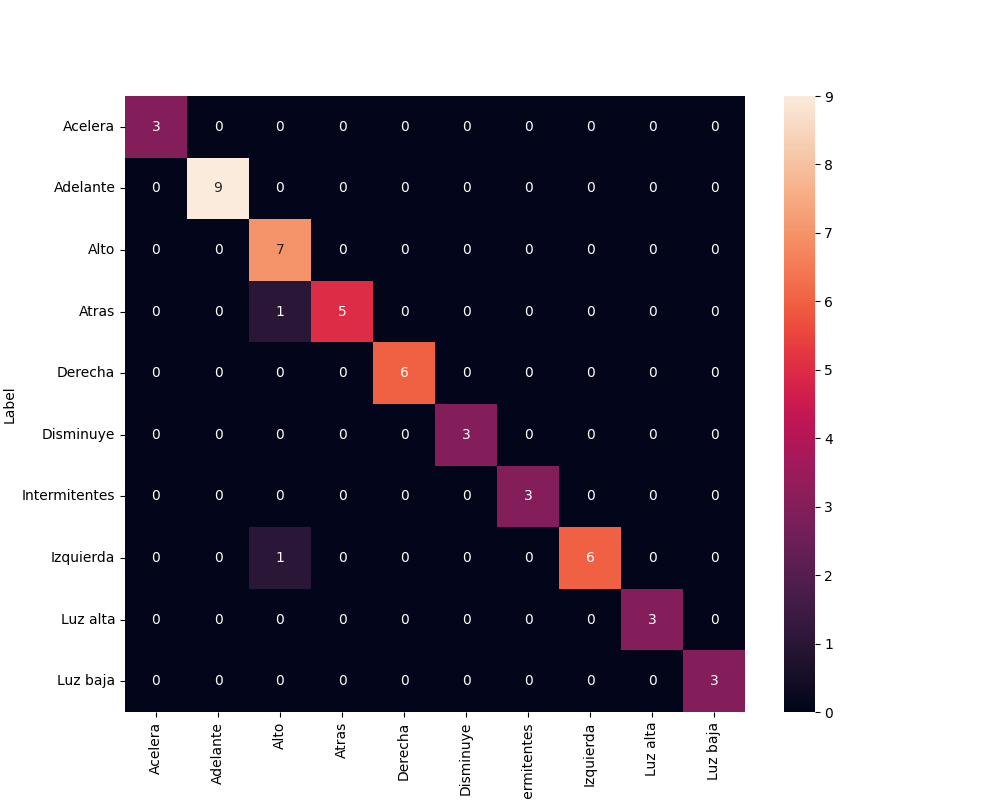 Acelera 3 0 0 0 0 0 0 0 0 0
Adelante 0 9 0 0 0 0 0 0 0 0
Alto 0 0 7 0 0 0 0 0 0 0
Atras 0 0 1 5 0 0 0 0 0 0
Derecha 0 0 0 0 6 0 0 0 0 0
Label
Disminuye 0 0 0 0 0 3 0 0 0 0
Intermitentes 0 0 0 0 0 0 3 0 0 0
Izquierda 0 0 1 0 0 0 0 6 0 0
Luz alta 0 0 0 0 0 0 0 0 3 0
Luz baja 0 0 0 0 0 0 0 0 0 3
Acelera
Adelante
Alto
Atras
Derecha
Disminuye
ermitentes
Izquierda
Luz alta
Luz baja
9
8
7
6
5
4
3
2
1
0